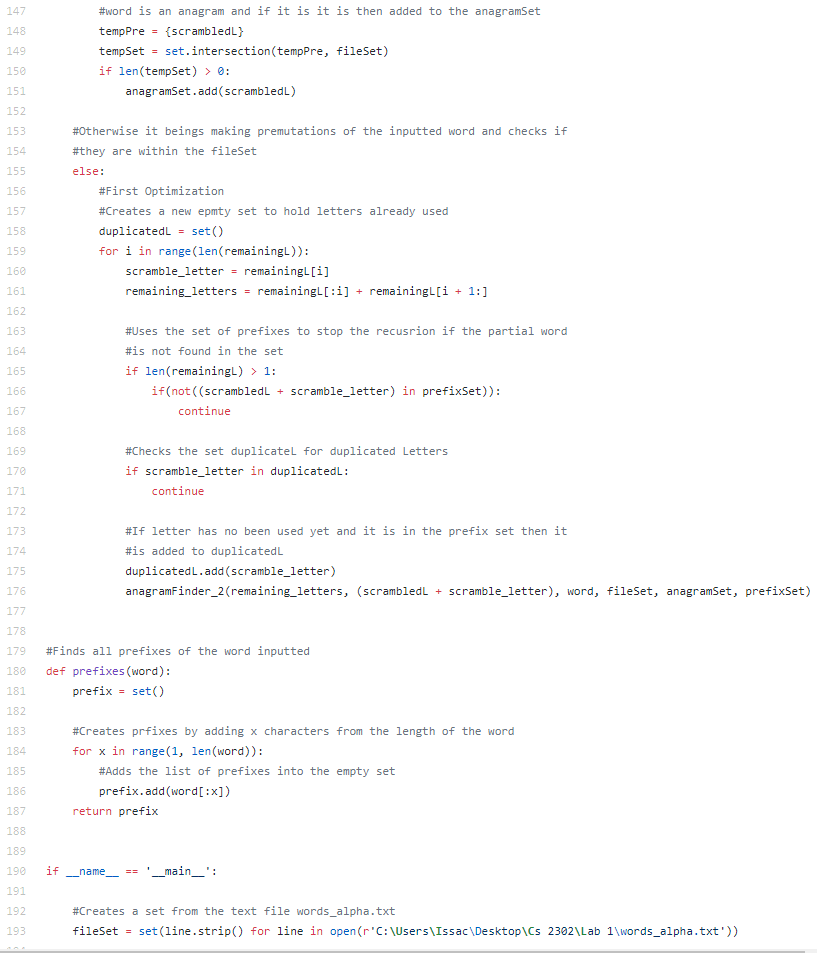 147 #word is an anagram and if it is it is then added to the anagramSet
148 tempPre = {scrambledL}
149 tempSet = set.intersection(tempPre, fileSet)
150 if len(tempSet) > 0:
151 anagramSet.add(scrambledL)
152
153 #Otherwise it beings making premutations of the inputted word and checks if
154 #they are within the fileSet
155 else:
156 #First Optimization
157 #Creates a new epmty set to hold letters already used
158 duplicatedL = set()
159 for i in range(len(remainingL)):
160 scramble_letter = remainingL[i]
161 remaining_letters = remainingL[:i] + remainingL[i + 1:]
162
163 #Uses the set of prefixes to stop the recusrion if the partial word
164 #is not found in the set
165 if len(remainingL) > 1:
166 if(not((scrambledL + scramble_letter) in prefixSet)):
167 continue
168
169 #Checks the set duplicateL for duplicated Letters
170 if scramble_letter in duplicatedL:
171 continue
172
173 #If letter has no been used yet and it is in the prefix set then it
174 #is added to duplicatedL
175 duplicatedL.add(scramble_letter)
176 anagramFinder_2(remaining_letters, (scrambledL + scramble_letter), word, fileSet, anagramSet, prefixSet)
177
178
179 #Finds all prefixes of the word inputted
180 def prefixes(word):
181 prefix = set()
182
183 #Creates prfixes by adding x characters from the length of the word
184 for x in range(1, len(word)):
185 #Adds the list of prefixes into the empty set
186 prefix.add(word[:x])
187 return prefix
188
189
190 if __name__ == '__main__':
191
192 #Creates a set from the text file words_alpha.txt
193 fileSet = set(line.strip() for line in open(r'C:\Users\Issac\Desktop\Cs 2302\Lab 1\words_alpha.txt'))